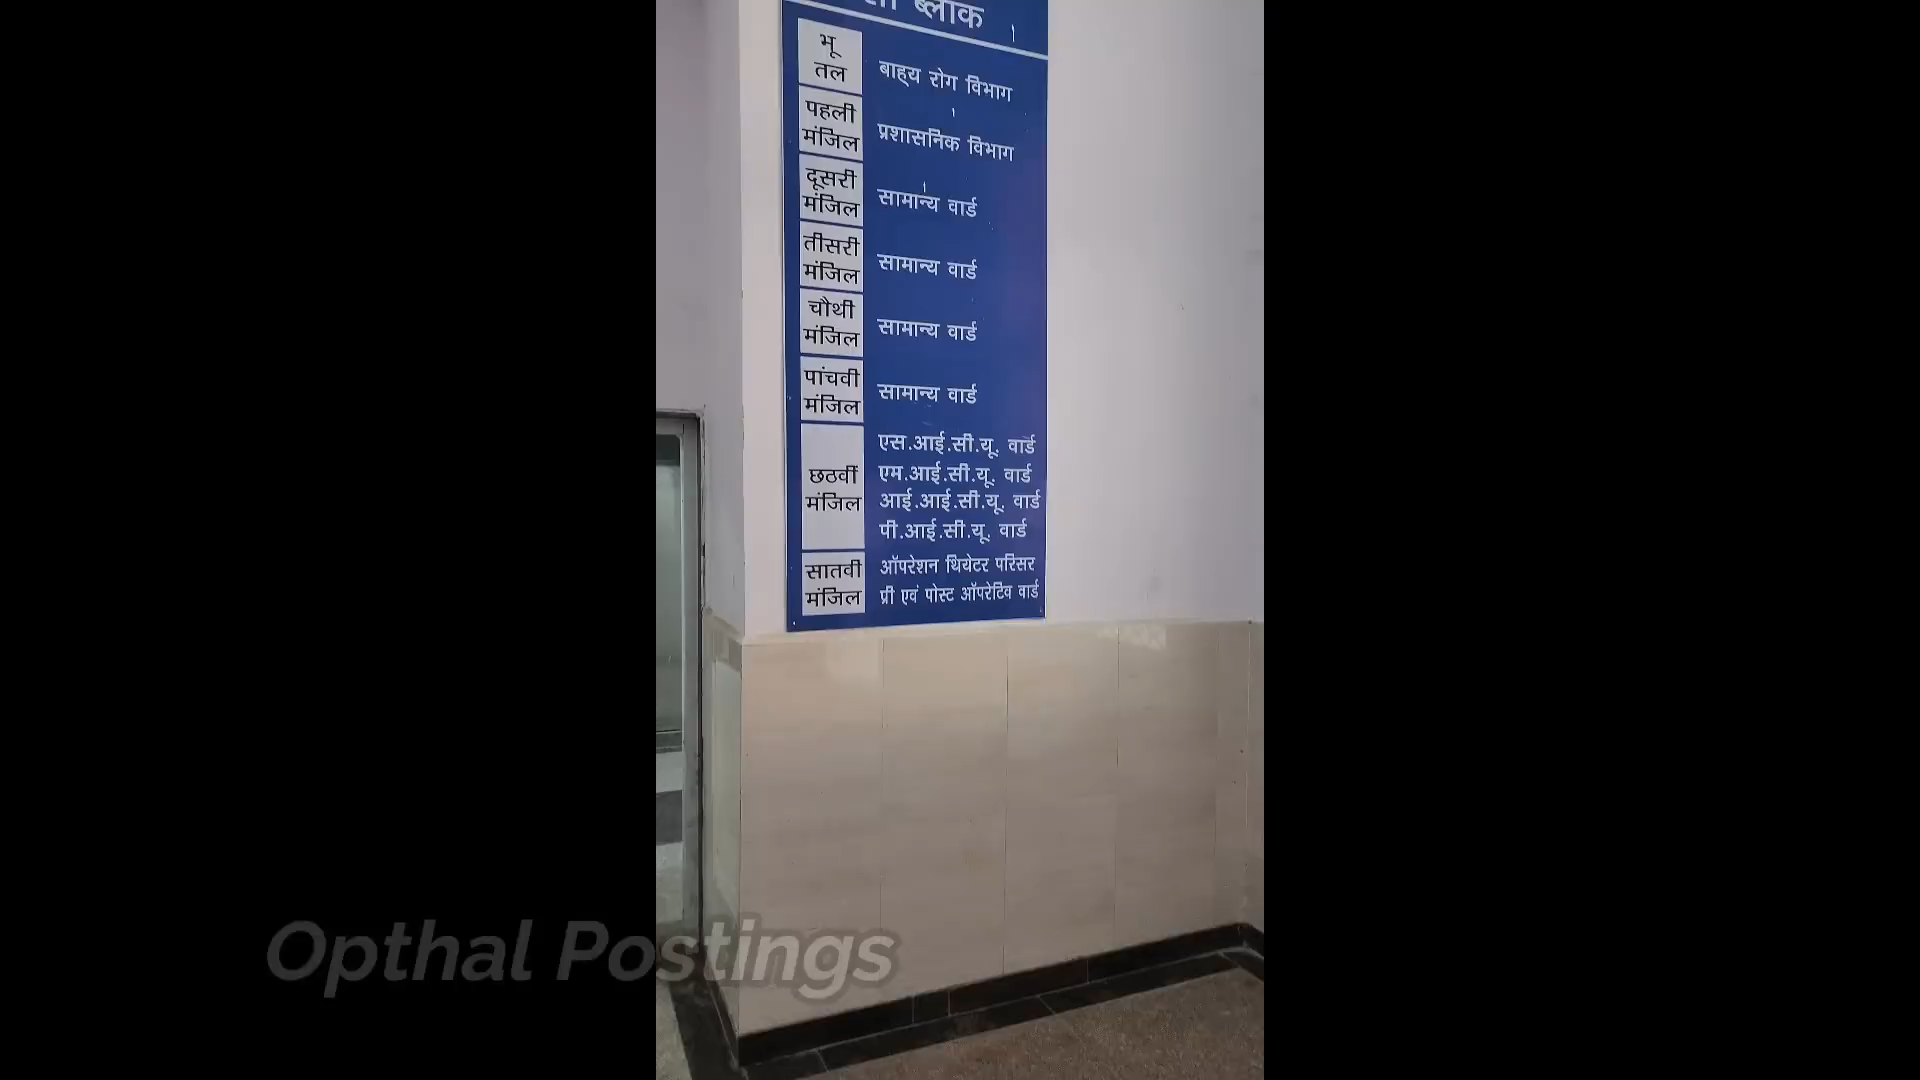 ब्लाक
भू
तल
बाह्य रोग विभाग
पहली
मंजिल
प्रशासनिक विभाग
दूसरी
मंजिल
सामान्य वार्ड
तीसरी
मंजिल
सामान्य वार्ड
चौथी
मंजिल
सामान्य वार्ड
पांचवी
मंजिल
सामान्य वार्ड
छठवीं
मंजिल
एस.आई.सी.यू. वार्ड
एम.आई.सी.यू. वार्ड
आई.आई.सी.यू. वार्ड
पी.आई.सी.यू. वार्ड
सातवीं
मंजिल
ऑपरेशन थियेटर परिसर
प्री एवं पोस्ट ऑपरेटिव वार्ड
Opthal Postings